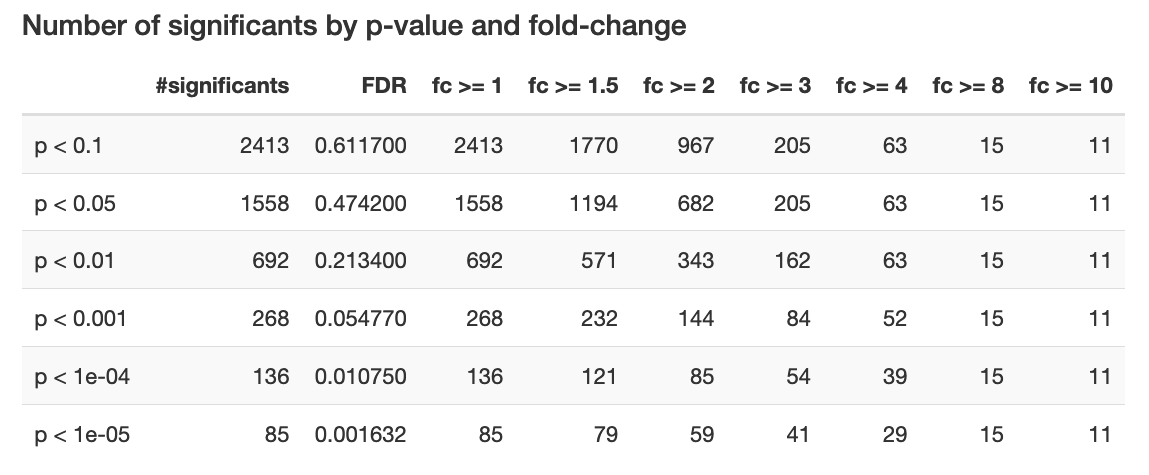 Number of significants by p-value and fold-change
#significants FDR fc >= 1 fc >= 1.5 fc >= 2 fc >= 3 fc >= 4 fc >= 8 fc >= 10
p < 0.1 2413 0.611700 2413 1770 967 205 63 15 11
p < 0.05 1558 0.474200 1558 1194 682 205 63 15 11
p < 0.01 692 0.213400 692 571 343 162 63 15 11
p < 0.001 268 0.054770 268 232 144 84 52 15 11
p < 1e-04 136 0.010750 136 121 85 54 39 15 11
p < 1e-05 85 0.001632 85 79 59 41 29 15 11